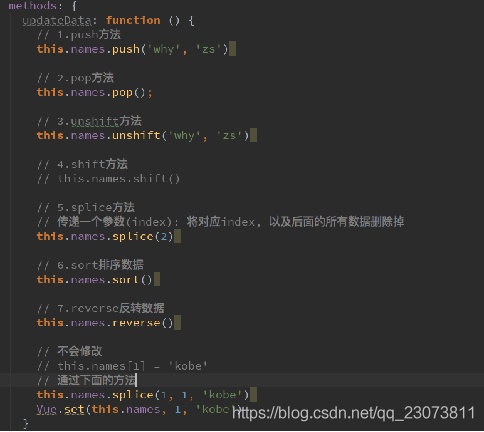 methods: {
updateData: function () {
// 1.push方法
this.names.push('why', 'zs')
// 2.pop方法
this.names.pop();
// 3.unshift方法
this.names.unshift('why', 'zs')
// 4.shift方法
// this.names.shift()
// 5.splice方法
// 传递一个参数(index): 将对应index, 以及后面的所有数据删除掉
this.names.splice(2)
// 6.sort排序数据
this.names.sort()
// 7.reverse反转数据
this.names.reverse()
// 不会修改
// this.names[1] = 'kobe'
// 通过下面的方法
this.names.splice(1, 1, 'kobe')
Vue.set(this.names, 1, 'kobe')
https://blog.csdn.net/qq_23073811
}